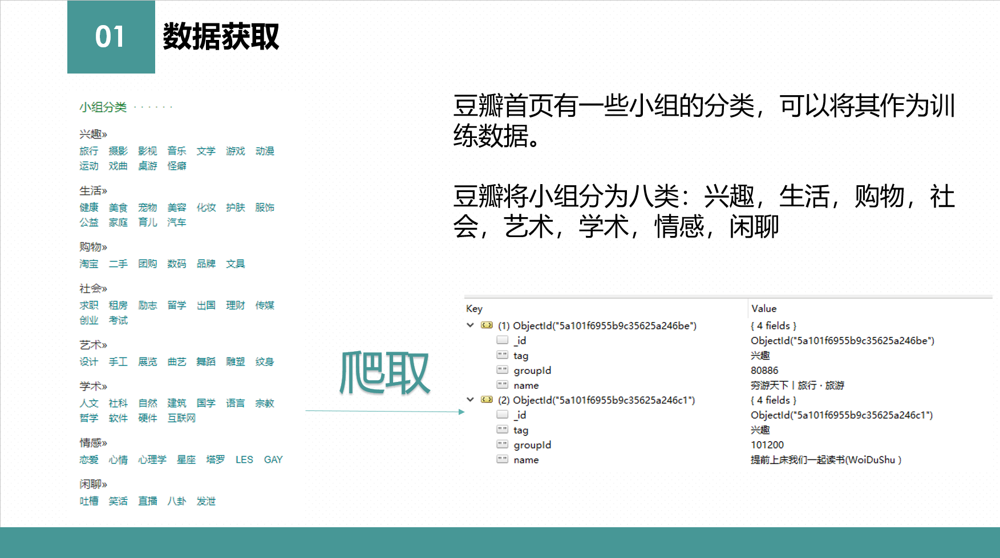 01
数据获取
小组分类 · · · · · ·
兴趣»
旅行 摄影 影视 音乐 文学 游戏 动漫
运动 戏曲 桌游 怪癖
生活»
健康 美食 宠物 美容 化妆 护肤 服饰
公益 家庭 育儿 汽车
购物»
淘宝 二手 团购 数码 品牌 文具
社会»
求职 租房 励志 留学 出国 理财 传媒
创业 考试
艺术»
设计 手工 展览 曲艺 舞蹈 雕塑 纹身
学术»
人文 社科 自然 建筑 国学 语言 宗教
哲学 软件 硬件 互联网
情感»
恋爱 心情 心理学 星座 塔罗 LES GAY
闲聊»
吐槽 笑话 直播 八卦 发泄
爬取
豆瓣首页有一些小组的分类，可以将其作为训
练数据。
豆瓣将小组分为八类：兴趣，生活，购物，社
会，艺术，学术，情感，闲聊
Key Value
(1) ObjectId("5a101f6955b9c35625a246be") { 4 fields }
_id ObjectId("5a101f6955b9c35625a246be")
tag 兴趣
groupId 80886
name 穷游天下丨旅行 · 旅游
(2) ObjectId("5a101f6955b9c35625a246c1") { 4 fields }
_id ObjectId("5a101f6955b9c35625a246c1")
tag 兴趣
groupId 101200
name 提前上床我们一起读书(WoiDuShu )